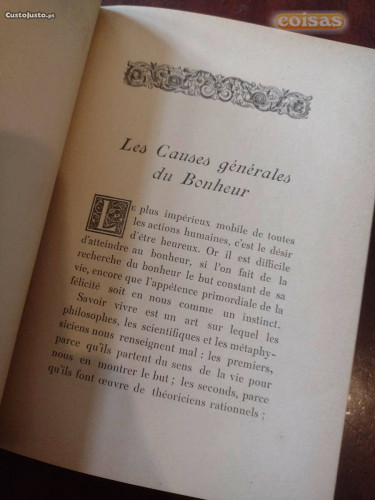 CustoJusto.pt
coisas
Les Causes générales
du Bonheur
LE plus impérieux mobile de toutes
les actions humaines, c'est le désir
d'être heureux. Or il est difficile
d'atteindre au bonheur, si l'on fait de la
recherche du bonheur le but constant de sa
vie, encore que l'appétence primordiale de la
félicité soit en nous comme un instinct.
Savoir vivre est un art sur lequel les
philosophes, les scientifiques et les métaphy-
siciens nous renseignent mal : les premiers,
parce qu'ils partent du sens de la vie pour
nous en montrer le but ; les seconds, parce
qu'ils font œuvre de théoriciens rationnels ;